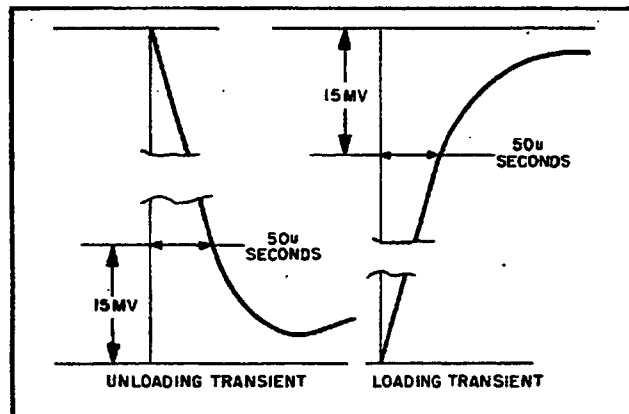 15MV
50u
SECONDS
50u
SECONDS
15MV
UNLOADING TRANSIENT
LOADING TRANSIENT